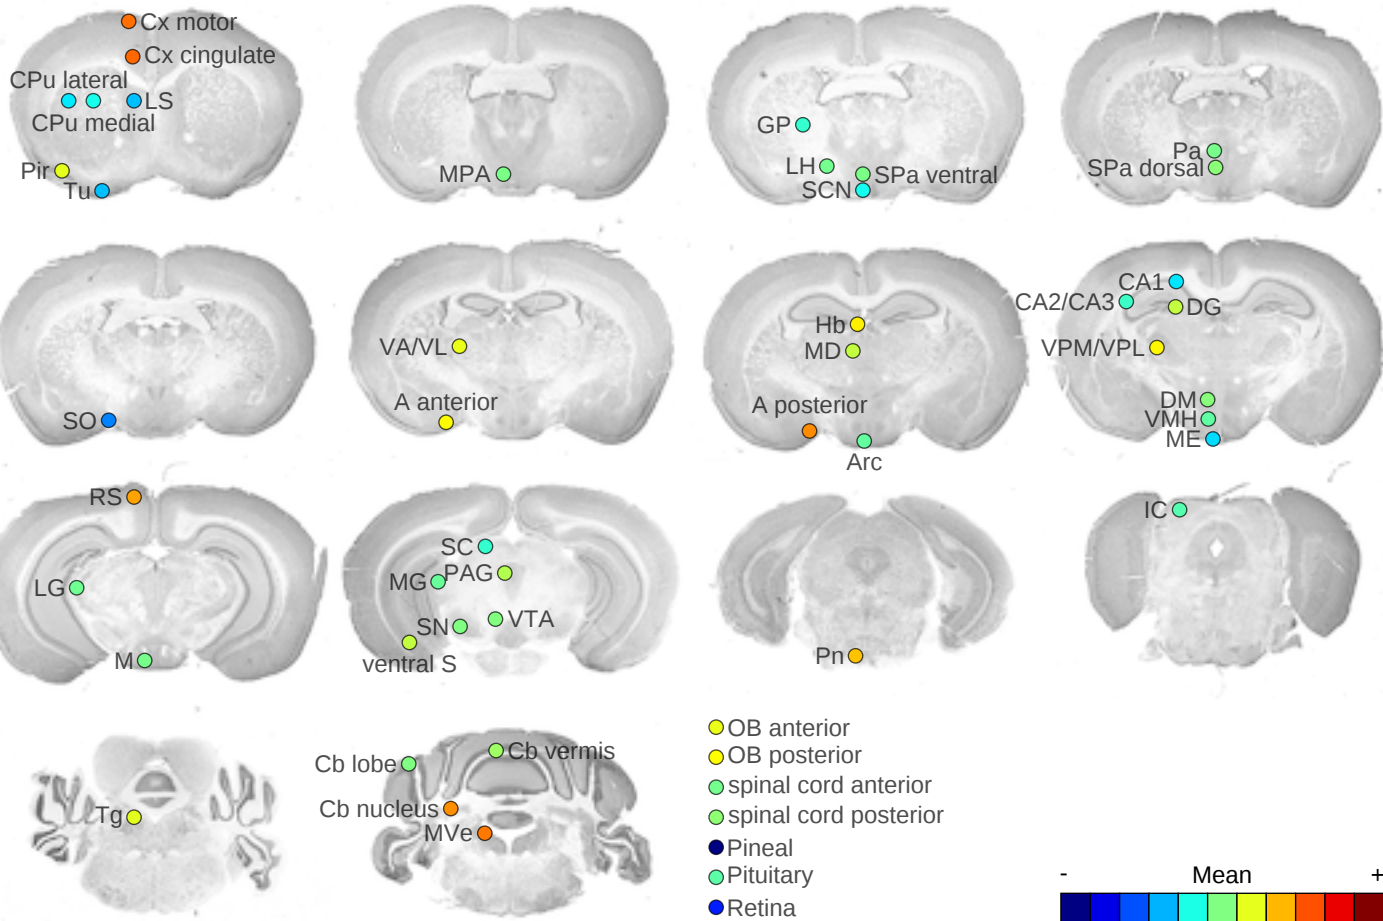 Cx motor
Cx cingulate
CPu lateral
LS
CPu medial
Pir
Tu
MPA
GP
LH
SPa ventral
SCN
Pa
SPa dorsal
SO
VA/VL
A anterior
Hb
MD
A posterior
Arc
CA1
CA2/CA3
DG
VPM/VPL
DM
VMH
ME
RS
LG
M
SC
MG
PAG
SN
VTA
ventral S
Pn
IC
Tg
Cb lobe
Cb vermis
Cb nucleus
MVe
OB anterior
OB posterior
spinal cord anterior
spinal cord posterior
Pineal
Pituitary
Retina
- Mean +